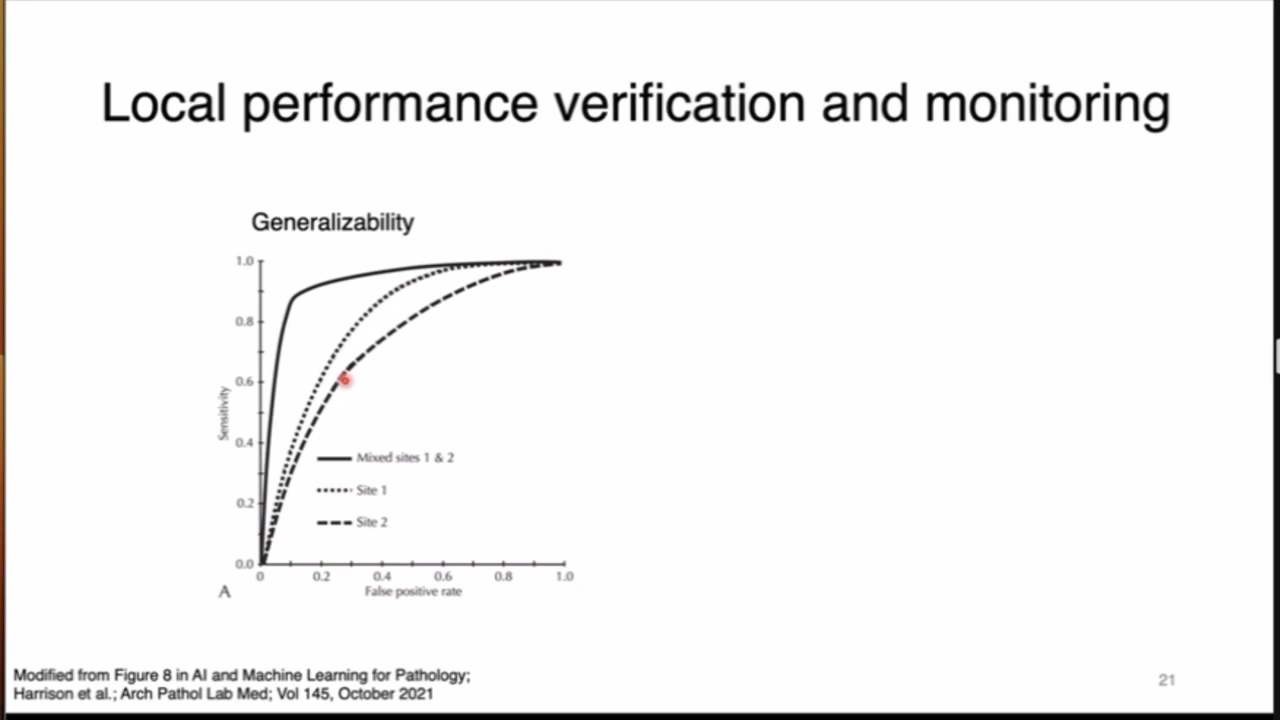 Local performance verification and monitoring
Generalizability
1.0
0.8
0.6
0.4
0.2
0.0
Sensitivity
Mixed sites 1 & 2
Site 1
Site 2
0 0.2 0.4 0.6 0.8 1.0
A False positive rate
Modified from Figure 8 in AI and Machine Learning for Pathology;
Harrison et al.; Arch Pathol Lab Med; Vol 145, October 2021
21